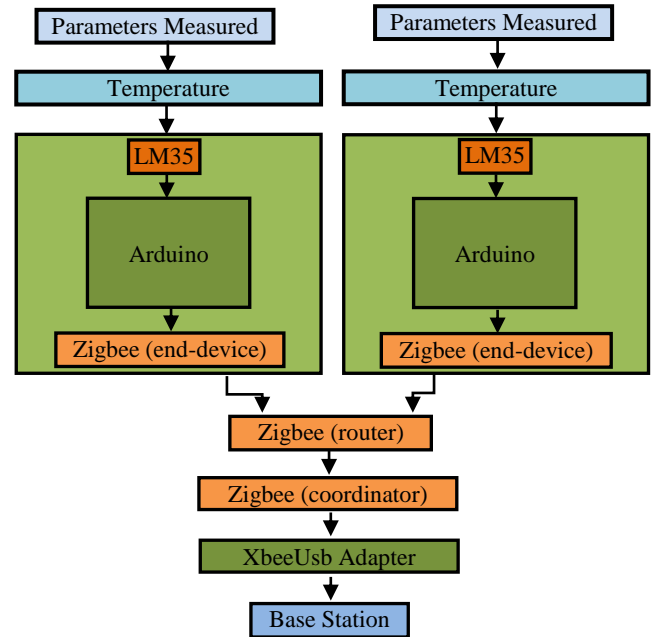 Parameters Measured
Parameters Measured
Temperature
Temperature
LM35
LM35
Arduino
Arduino
Zigbee (end-device)
Zigbee (end-device)
Zigbee (router)
Zigbee (coordinator)
XbeeUsb Adapter
Base Station